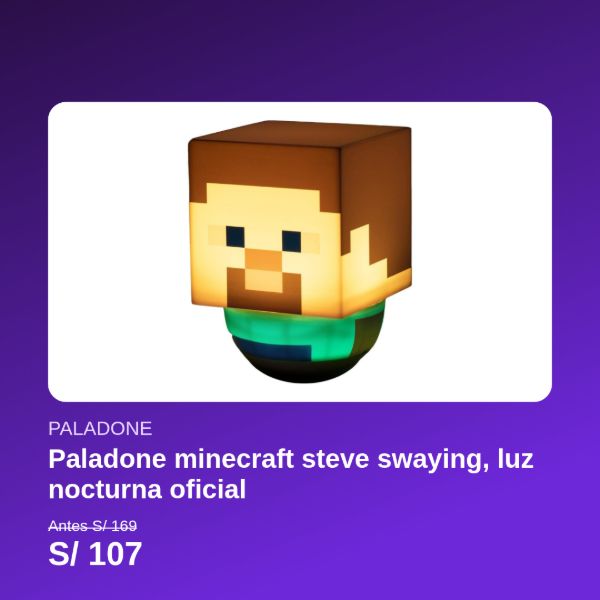 PALADONE
Paladone minecraft steve swaying, luz
nocturna oficial
Antes S/ 169
S/ 107